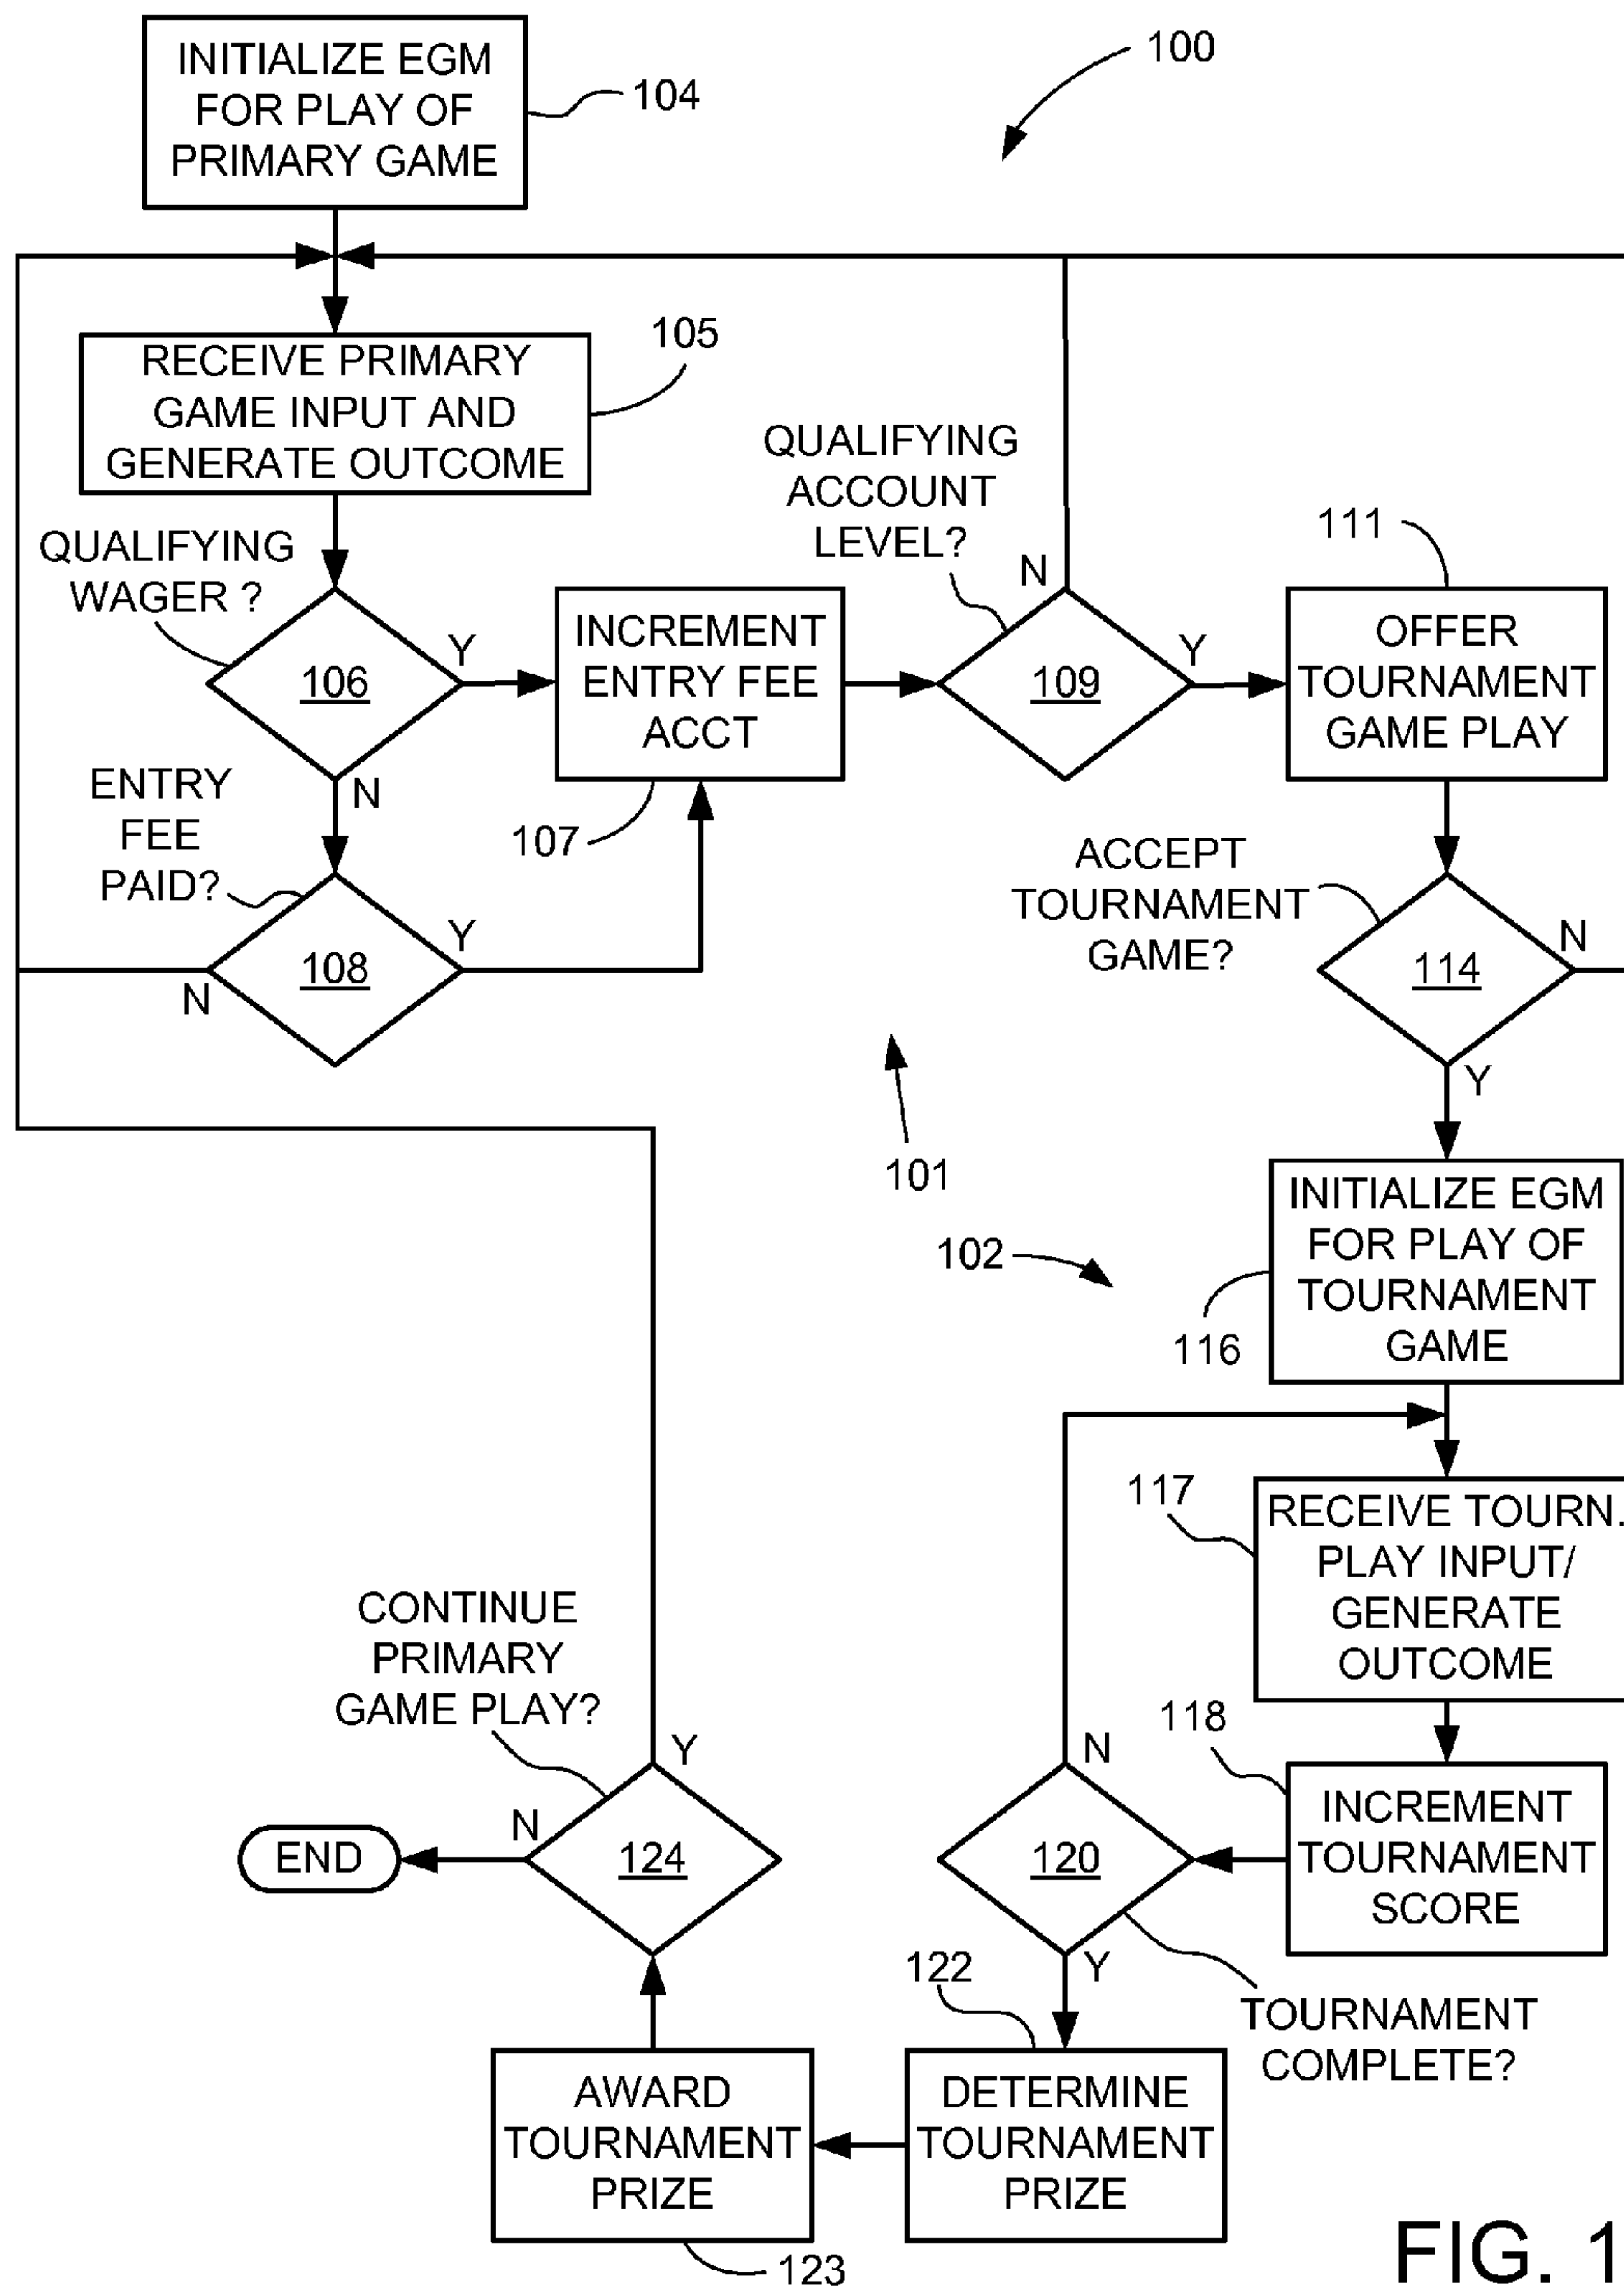 INITIALIZE EGM
FOR PLAY OF
PRIMARY GAME
104
100
RECEIVE PRIMARY
GAME INPUT AND
GENERATE OUTCOME
105
QUALIFYING
WAGER ?
106
Y
N
INCREMENT
ENTRY FEE
ACCT
107
QUALIFYING
ACCOUNT
LEVEL?
N
109
Y
111
OFFER
TOURNAMENT
GAME PLAY
ENTRY
FEE
PAID?
108
Y
N
ACCEPT
TOURNAMENT
GAME?
114
N
Y
101
102
INITIALIZE EGM
FOR PLAY OF
TOURNAMENT
GAME
116
117
RECEIVE TOURN.
PLAY INPUT/
GENERATE
OUTCOME
118
INCREMENT
TOURNAMENT
SCORE
N
120
Y
TOURNAMENT
COMPLETE?
CONTINUE
PRIMARY
GAME PLAY?
Y
N
124
END
122
DETERMINE
TOURNAMENT
PRIZE
AWARD
TOURNAMENT
PRIZE
123
FIG. 1